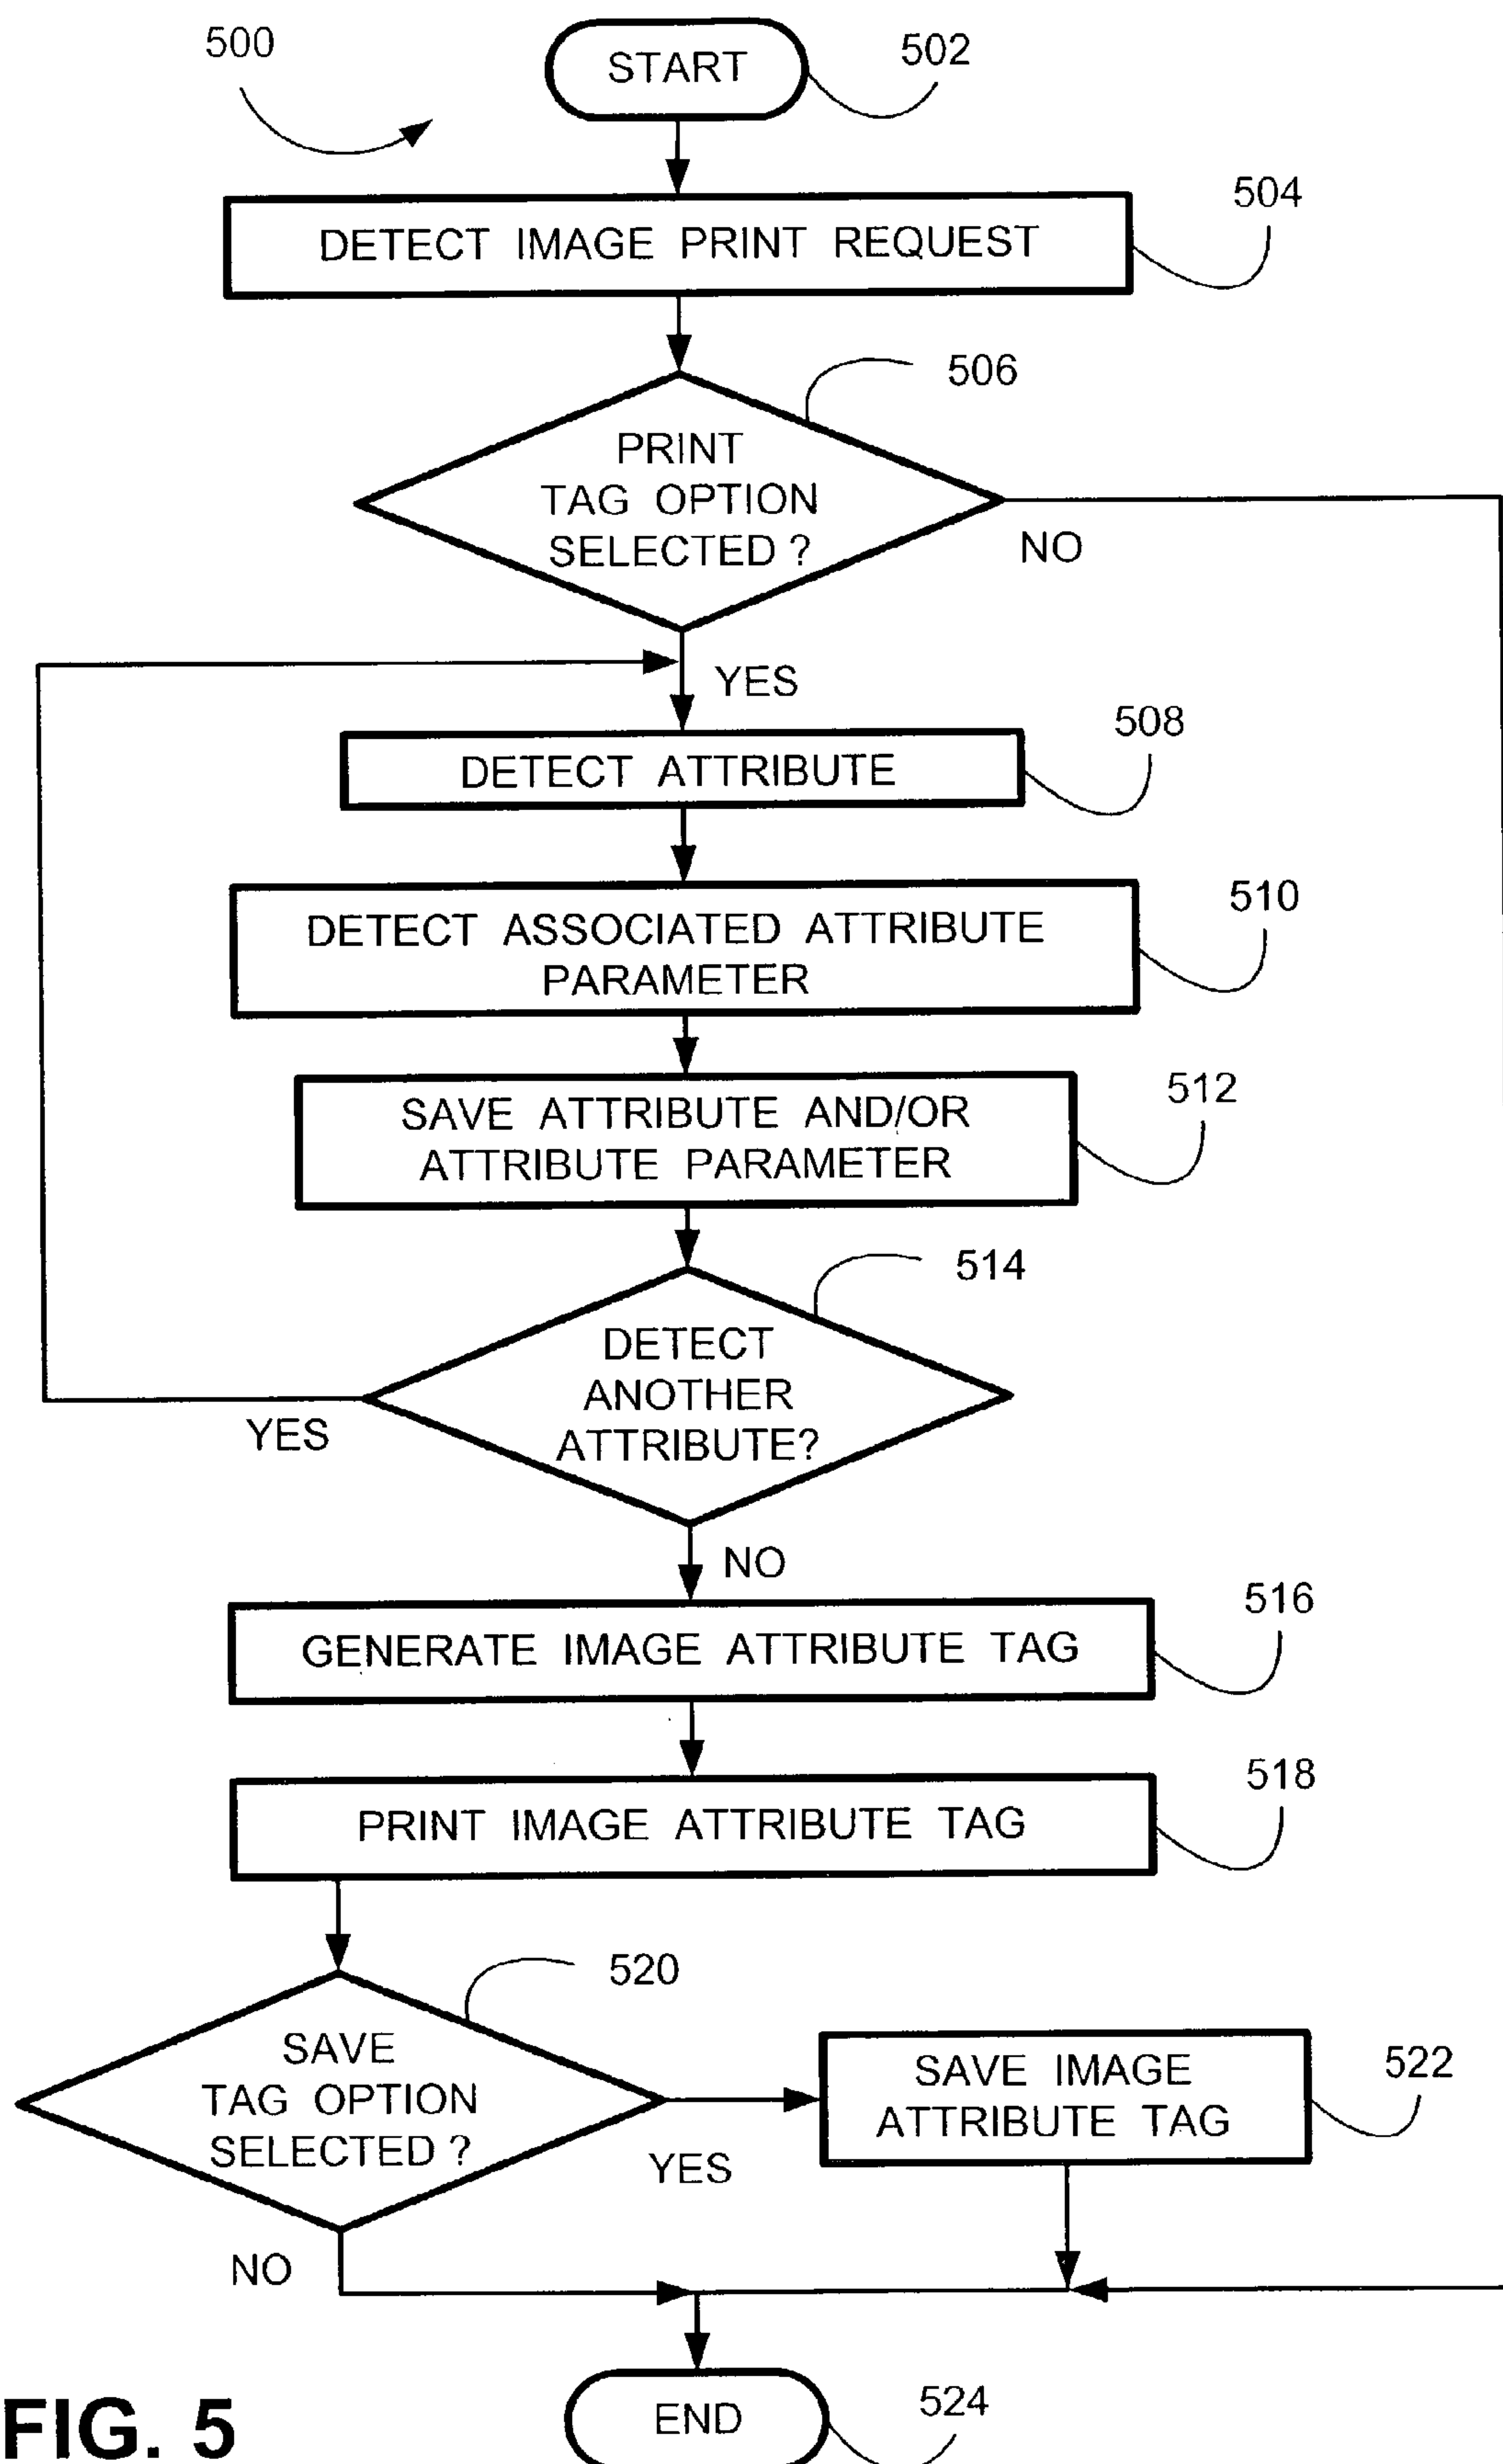 500
START
502
DETECT IMAGE PRINT REQUEST
504
506
PRINT
TAG OPTION
SELECTED ?
NO
YES
DETECT ATTRIBUTE
508
DETECT ASSOCIATED ATTRIBUTE
PARAMETER
510
SAVE ATTRIBUTE AND/OR
ATTRIBUTE PARAMETER
512
514
DETECT
ANOTHER
ATTRIBUTE?
YES
NO
GENERATE IMAGE ATTRIBUTE TAG
516
PRINT IMAGE ATTRIBUTE TAG
518
520
SAVE
TAG OPTION
SELECTED ?
YES
SAVE IMAGE
ATTRIBUTE TAG
522
NO
END
524
FIG. 5